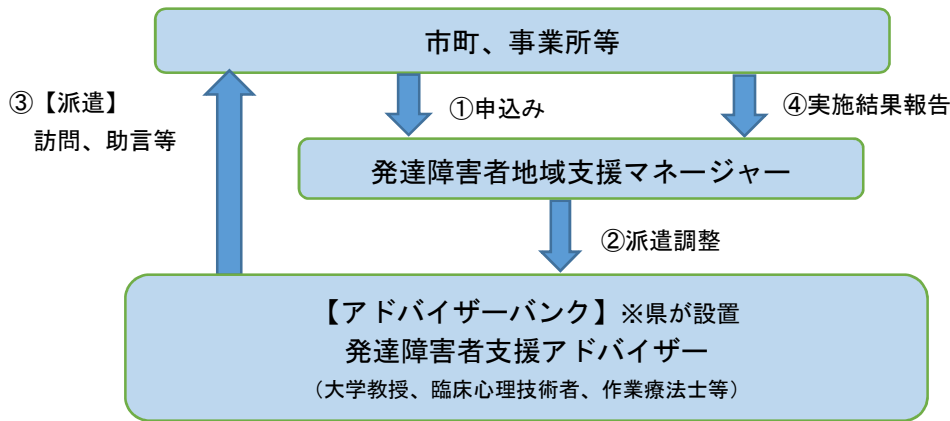 市町、事業所等
③【派遣】
訪問、助言等
①申込み
④実施結果報告
発達障害者地域支援マネージャー
②派遣調整
【アドバイザーバンク】※県が設置
発達障害者支援アドバイザー
（大学教授、臨床心理技術者、作業療法士等）